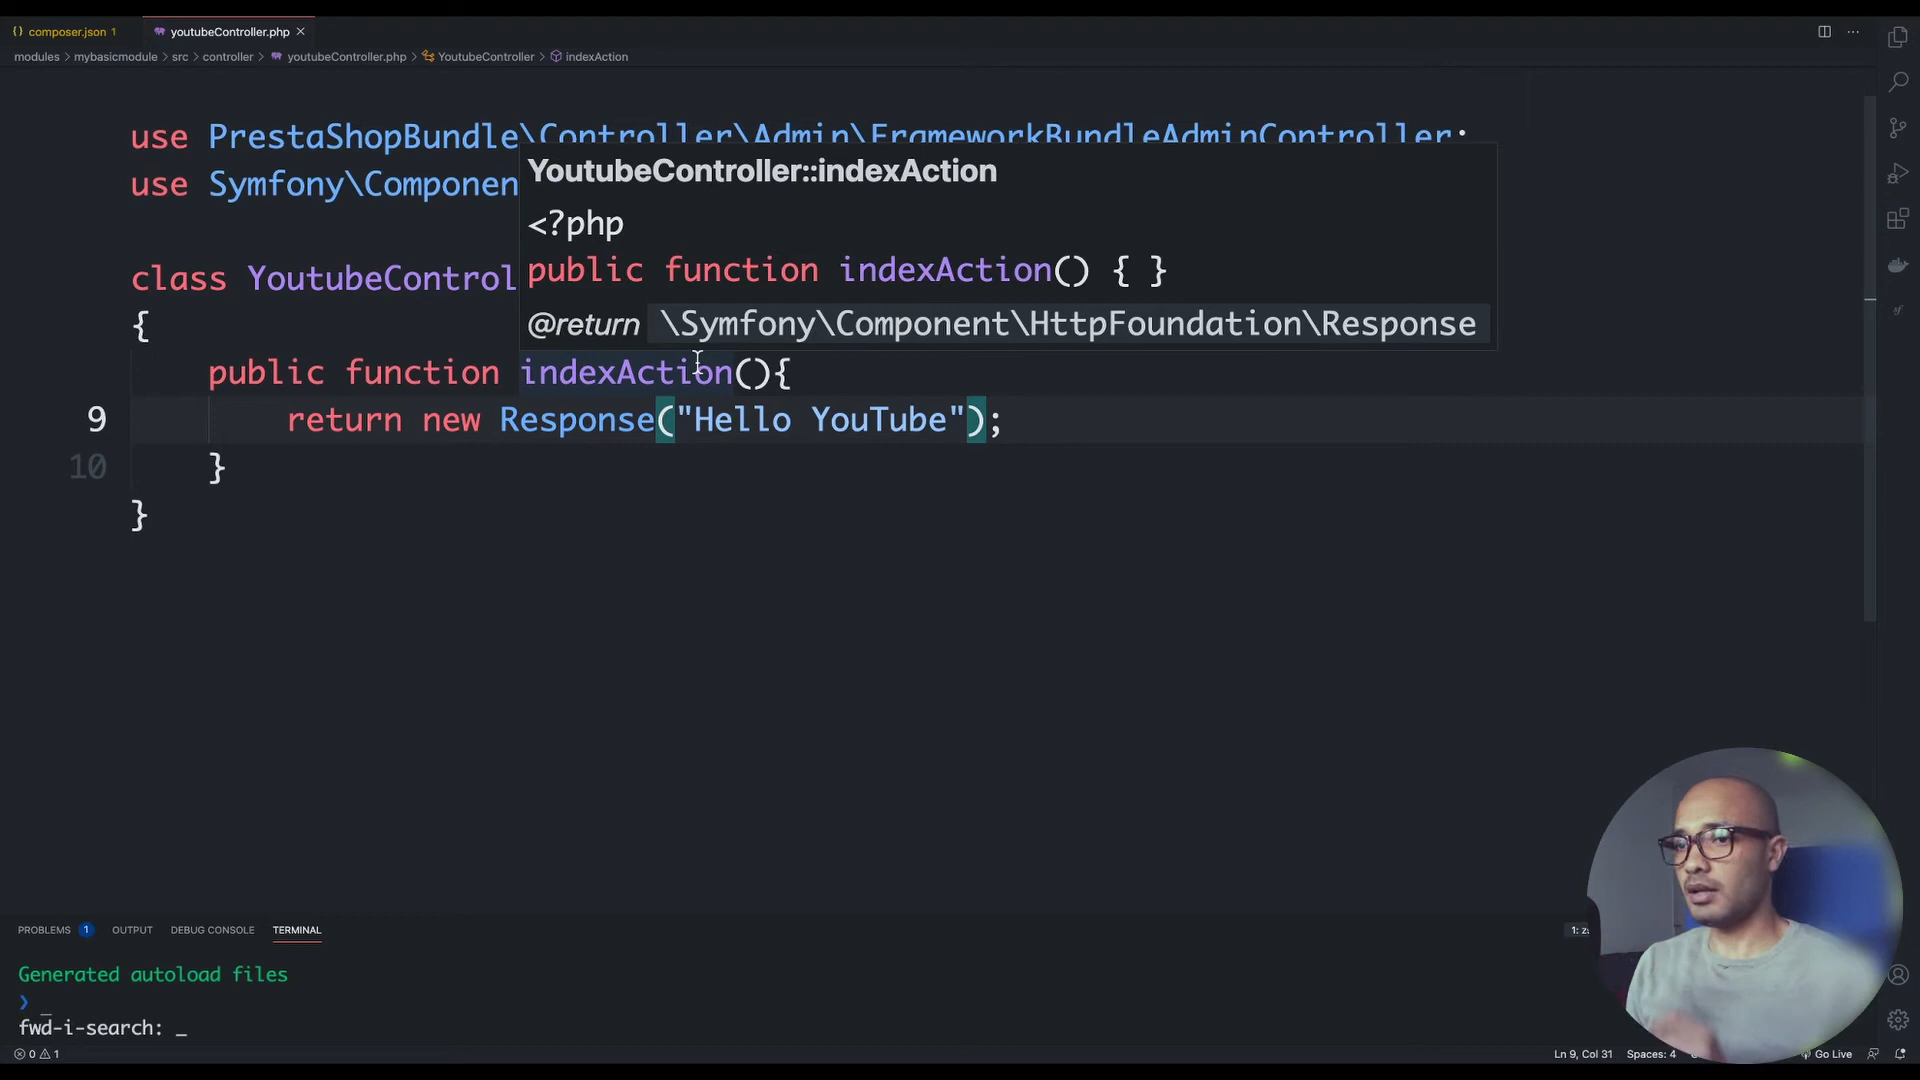 composer.json 1 youtubeController.php
modules > mybasicmodule > src > controller > youtubeController.php > YoutubeController > indexAction
use PrestaShopBundle\Controller\Admin\FrameworkBundleAdminController;
use Symfony\Componen
YoutubeController::indexAction
<?php
class YoutubeControl
public function indexAction() { }
{
@return \Symfony\Component\HttpFoundation\Response
public function indexAction(){
9 return new Response("Hello YouTube");
10 }
}
PROBLEMS 1 OUTPUT DEBUG CONSOLE TERMINAL
1:
Generated autoload files
❯ _
fwd-i-search: _
0 1 Ln 9, Col 31 Spaces: 4 Go Live